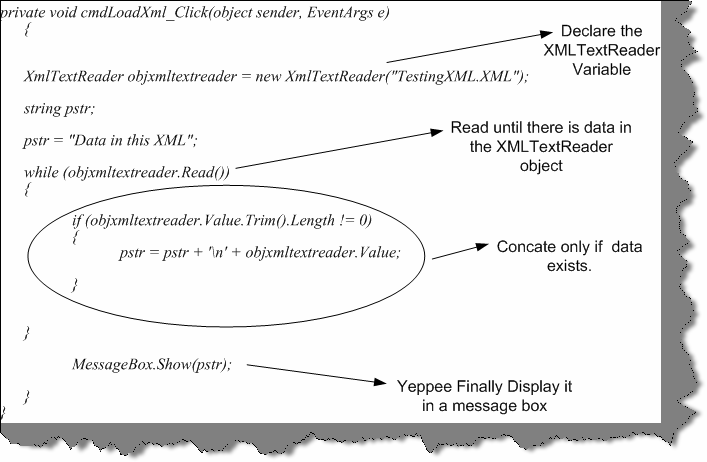 private void cmdLoadXml_Click(object sender, EventArgs e)
{
Declare the
XMLTextReader
Variable
XmlTextReader objxmltextreader = new XmlTextReader("TestingXML.XML");
string pstr;
pstr = "Data in this XML";
Read until there is data in
the XMLTextReader
object
while (objxmltextreader.Read())
{
if (objxmltextreader.Value.Trim().Length != 0)
{
pstr = pstr + '\n' + objxmltextreader.Value;
Concate only if data
exists.
}
}
MessageBox.Show(pstr);
Yeppee Finally Display it
in a message box
}
}